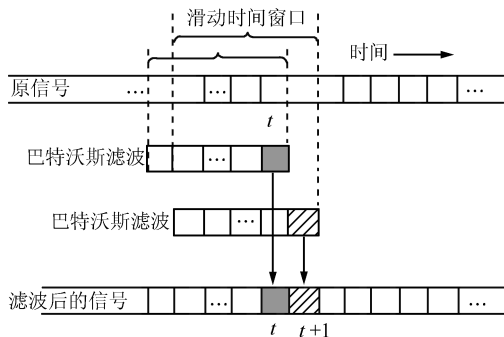 滑动时间窗口
时间
原信号 … … …
t
巴特沃斯滤波 …
巴特沃斯滤波 …
滤波后的信号 … …
t t+1